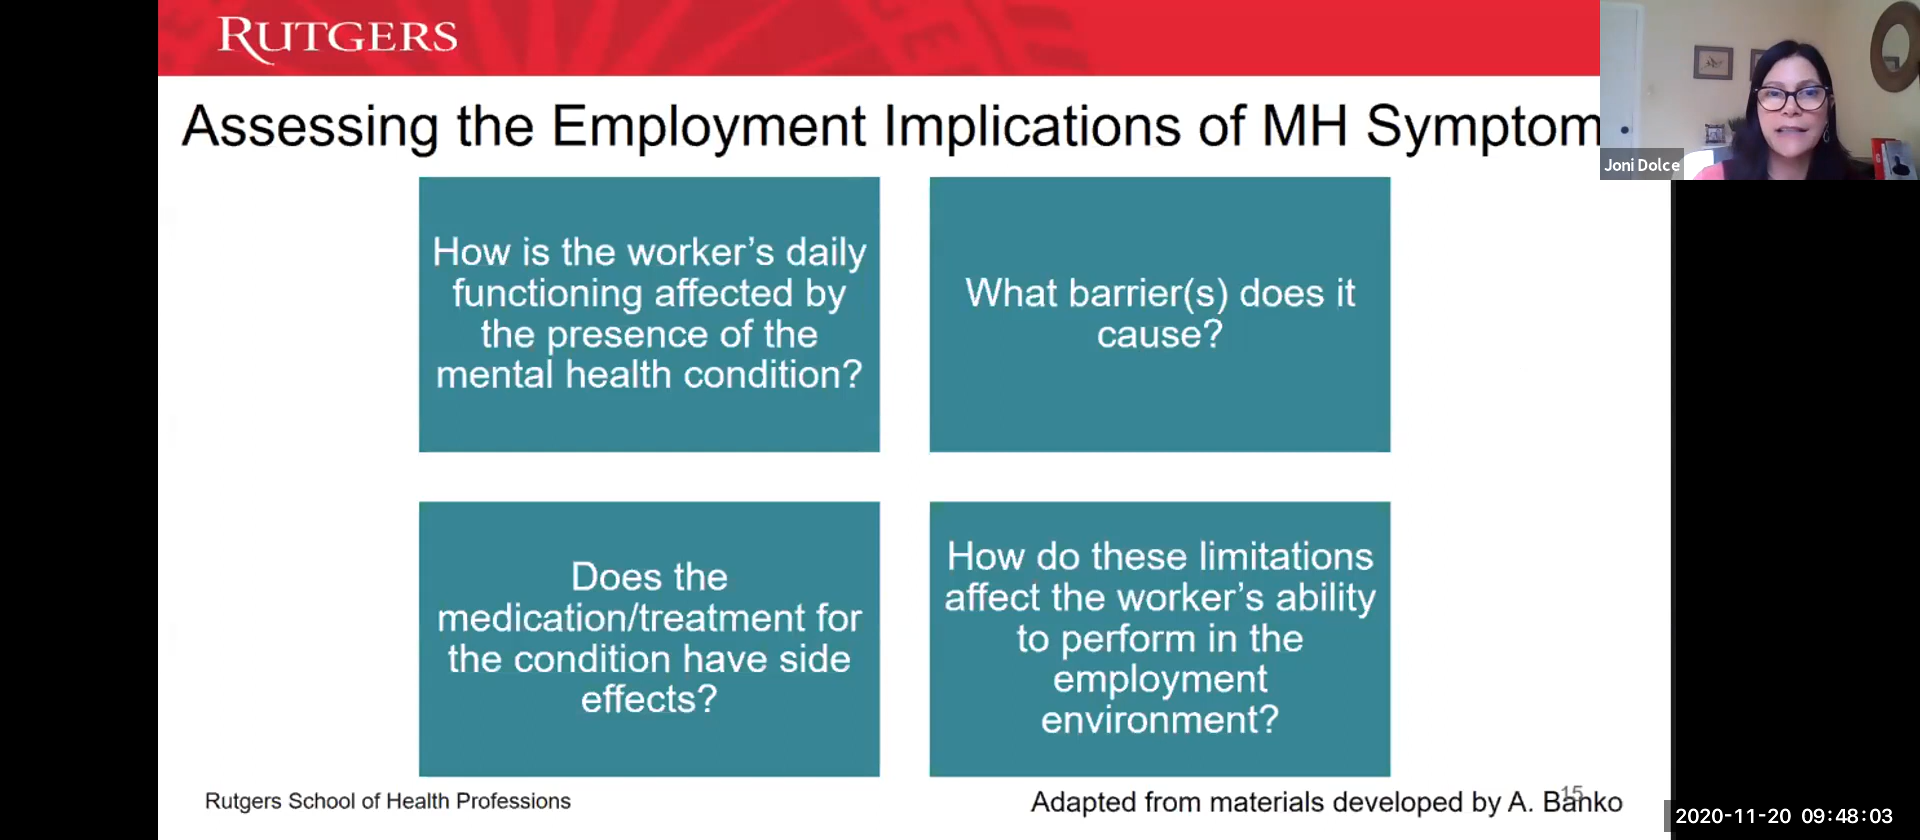 RUTGERS
Assessing the Employment Implications of MH Symptom
Joni Dolce
How is the worker’s daily
functioning affected by
the presence of the
mental health condition?
What barrier(s) does it
cause?
Does the
medication/treatment for
the condition have side
effects?
How do these limitations
affect the worker’s ability
to perform in the
employment
environment?
Rutgers School of Health Professions
Adapted from materials developed by A. Banko
15
2020-11-20 09:48:03